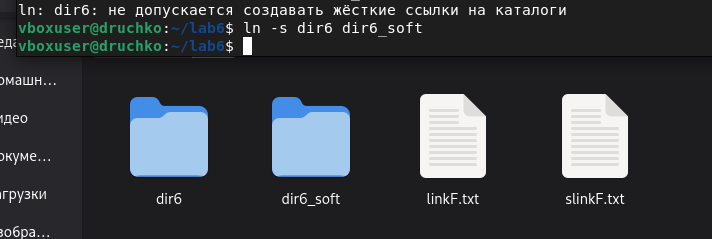 ln: dir6: не допускается создавать жёсткие ссылки на каталоги
vboxuser@druchko:~/lab6$ ln -s dir6 dir6_soft
vboxuser@druchko:~/lab6$
еда
омашн...
идео
окуме...
агрузки
зобра...
dir6
dir6_soft
linkF.txt
slinkF.txt